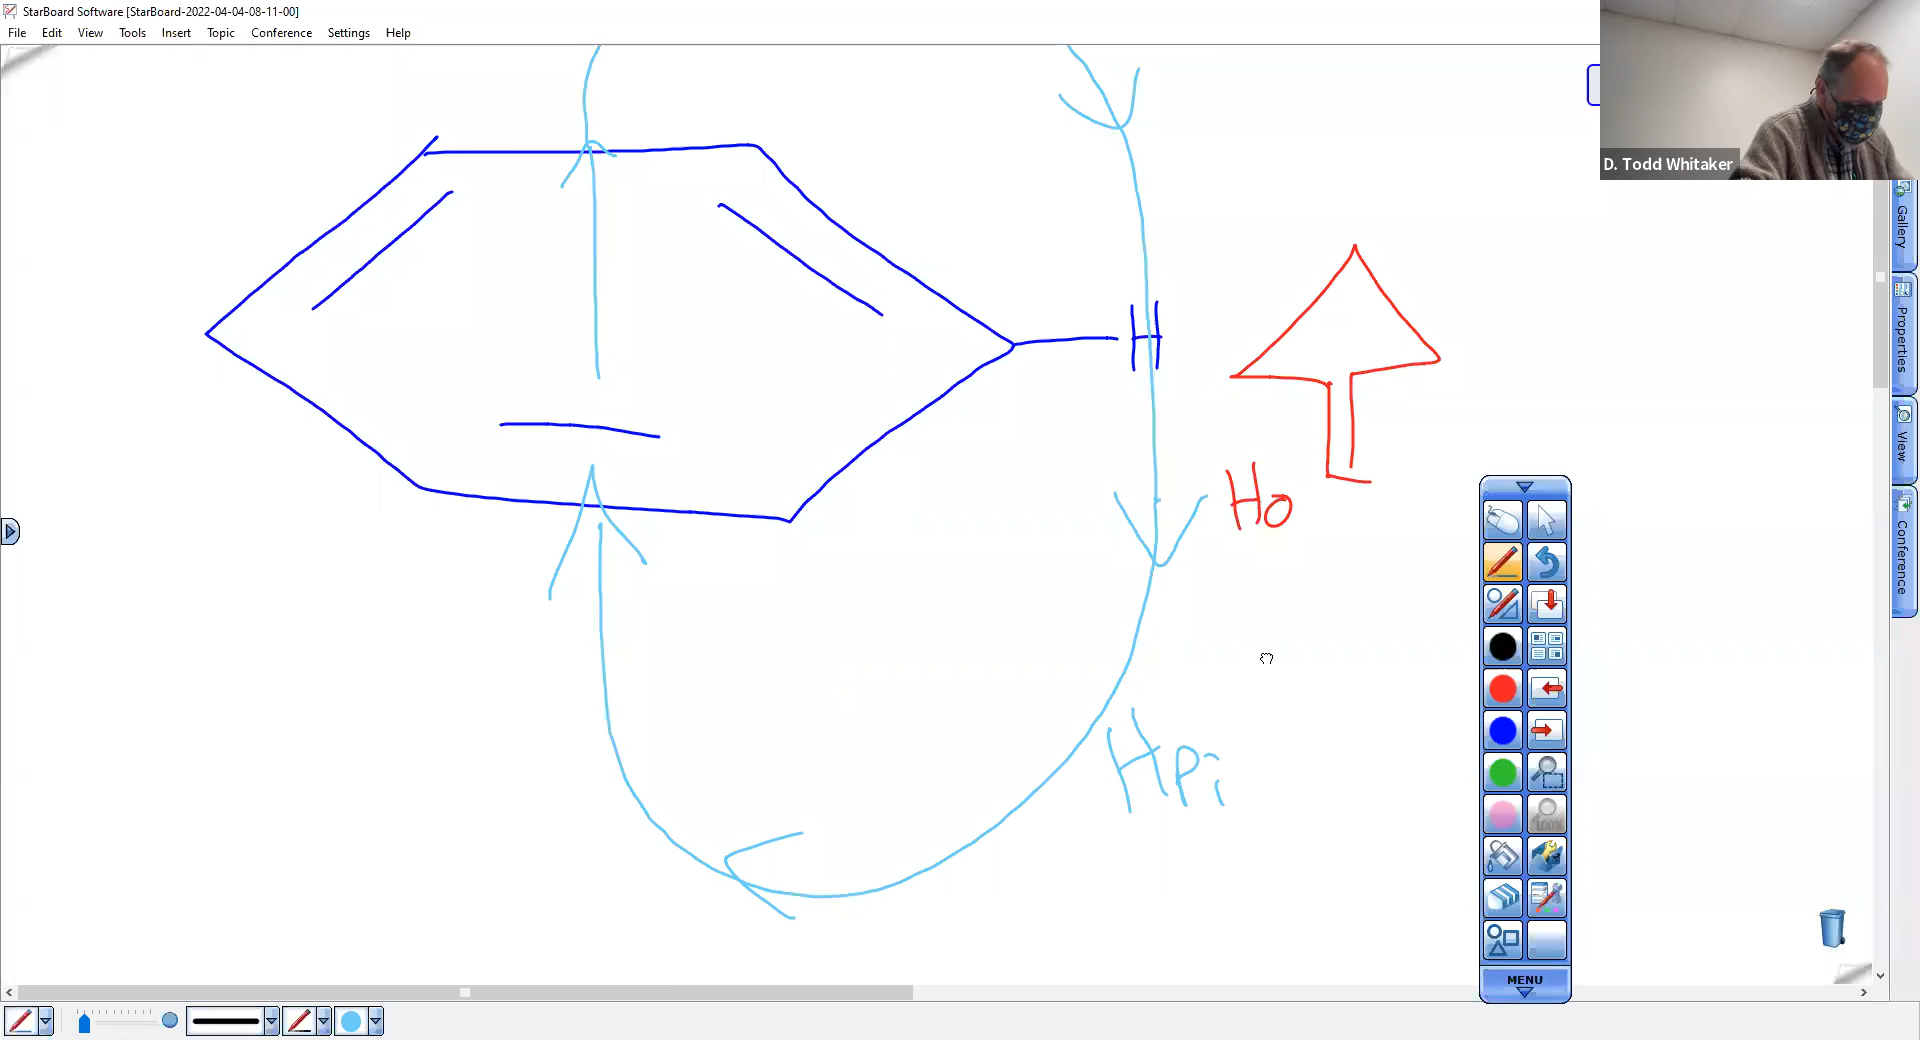 StarBoard Software [StarBoard-2022-04-04-08-11-00]
File Edit View Tools Insert Topic Conference Settings Help
D. Todd Whitaker
Gallery
Properties
View
Conference
H
Ho
HPi
100%
MENU